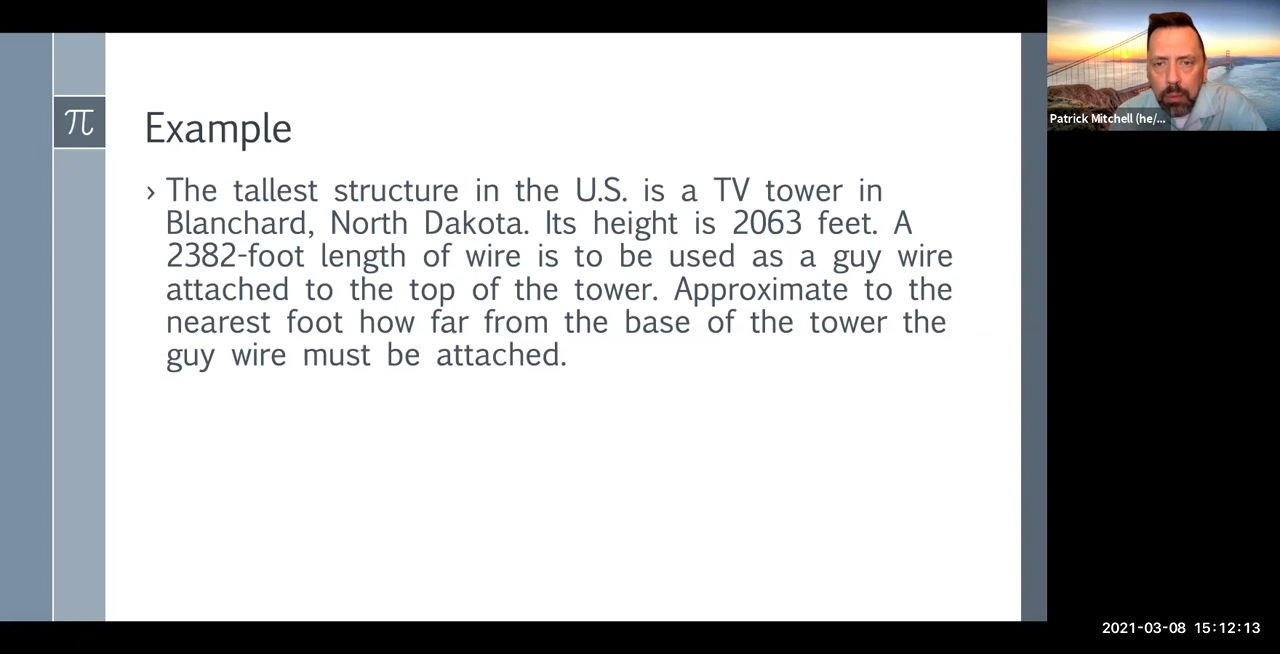 π
Example
› The tallest structure in the U.S. is a TV tower in
Blanchard, North Dakota. Its height is 2063 feet. A
2382-foot length of wire is to be used as a guy wire
attached to the top of the tower. Approximate to the
nearest foot how far from the base of the tower the
guy wire must be attached.
Patrick Mitchell (he/...
2021-03-08 15:12:13